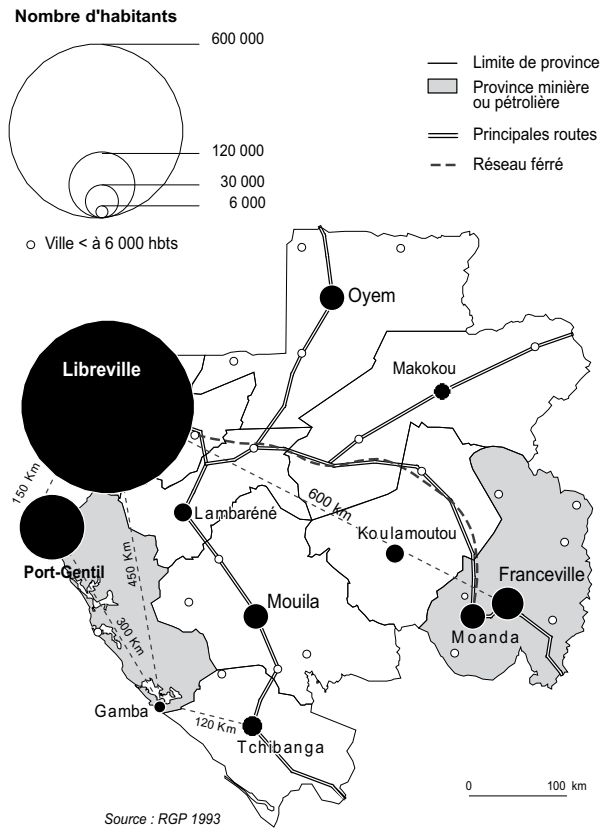 Nombre d'habitants
600 000
120 000
30 000
6 000
Ville < à 6 000 hbts
Limite de province
Province minière
ou pétrolière
Principales routes
Réseau férré
Oyem
Libreville
Makokou
150 Km
600 km
Lambaréné
Koulamoutou
450 Km
Port-Gentil
Franceville
Mouila
300 Km
Moanda
Gamba
120 Km
Tchibanga
0 100 km
Source : RGP 1993